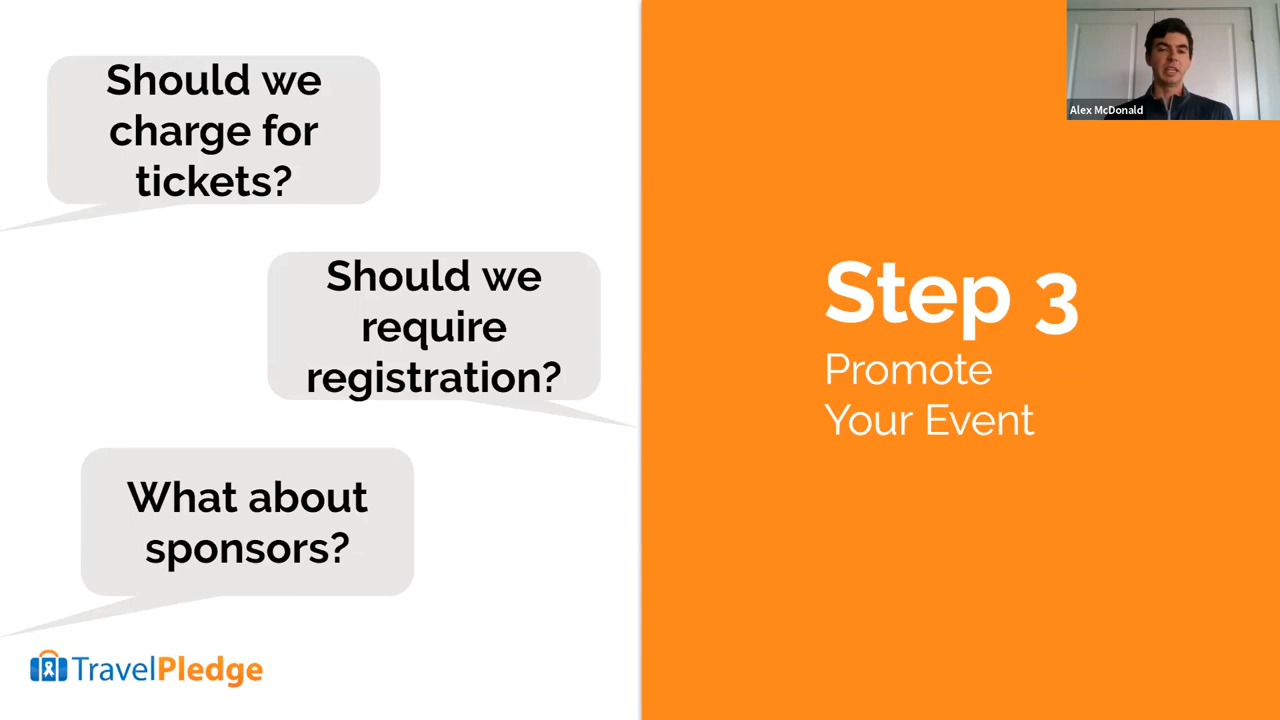 Should we
charge for
tickets?
Should we
require
registration?
What about
sponsors?
TravelPledge
Step 3
Promote
Your Event
Alex McDonald